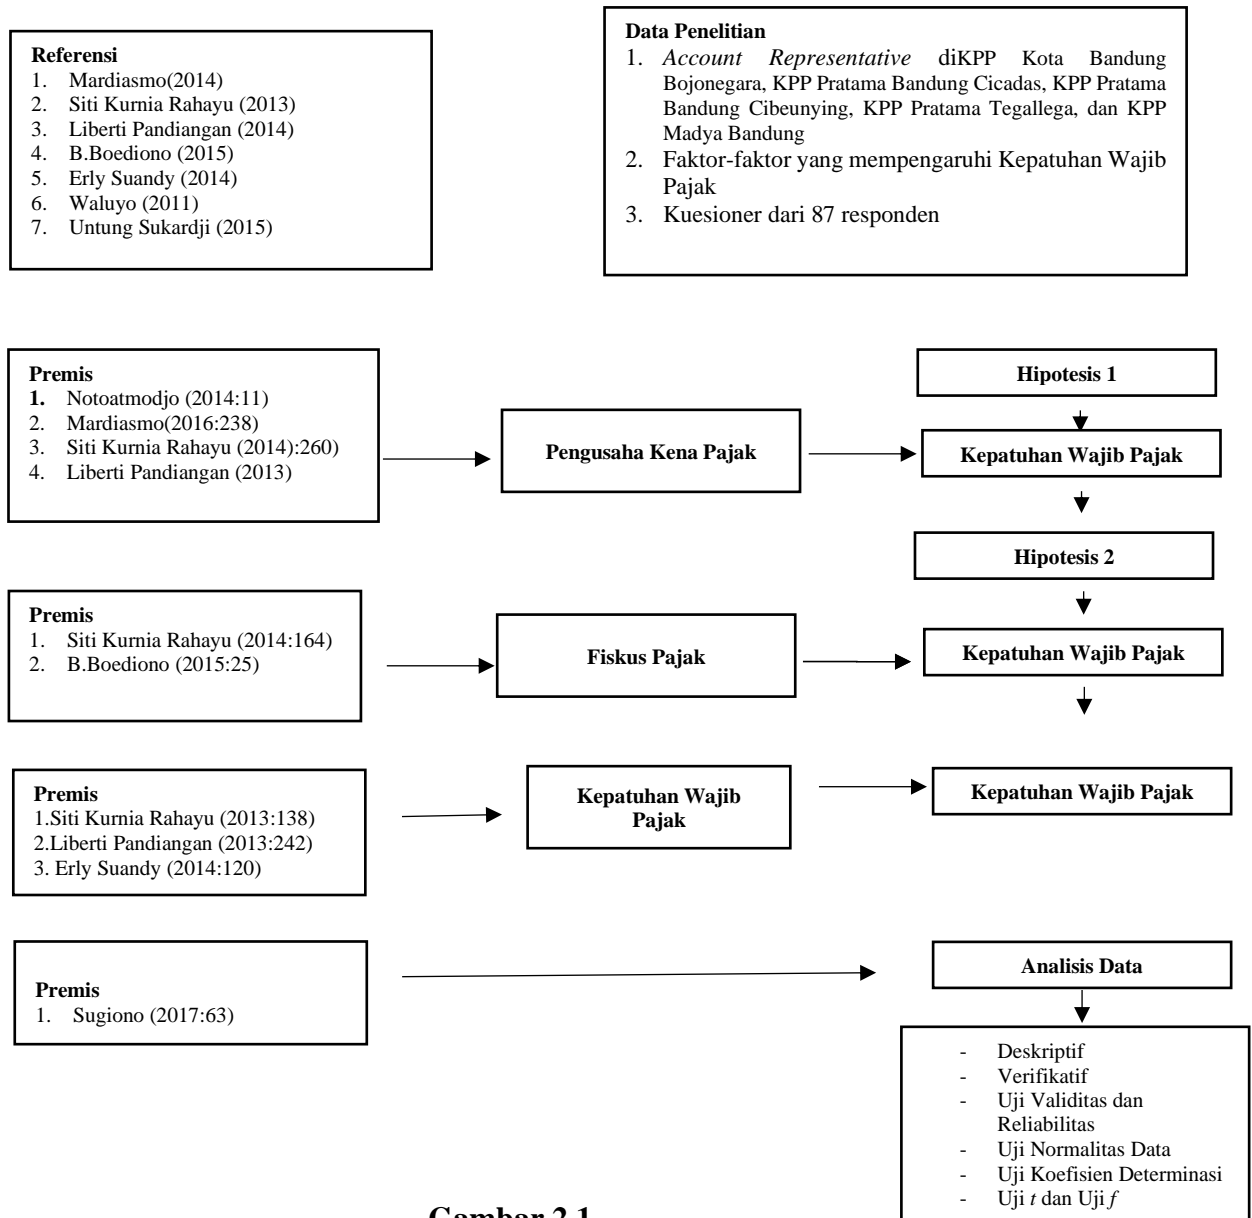 Referensi
1. Mardiasmo(2014)
2. Siti Kurnia Rahayu (2013)
3. Liberti Pandiangan (2014)
4. B.Boediono (2015)
5. Erly Suandy (2014)
6. Waluyo (2011)
7. Untung Sukardji (2015)
Data Penelitian
1. Account Representative diKPP Kota Bandung
Bojonegara, KPP Pratama Bandung Cicadas, KPP Pratama
Bandung Cibeunying, KPP Pratama Tegallega, dan KPP
Madya Bandung
2. Faktor-faktor yang mempengaruhi Kepatuhan Wajib
Pajak
3. Kuesioner dari 87 responden
Premis
1. Notoatmodjo (2014:11)
2. Mardiasmo(2016:238)
3. Siti Kurnia Rahayu (2014):260)
4. Liberti Pandiangan (2013)
Pengusaha Kena Pajak
Hipotesis 1
Kepatuhan Wajib Pajak
Hipotesis 2
Premis
1. Siti Kurnia Rahayu (2014:164)
2. B.Boediono (2015:25)
Fiskus Pajak
Kepatuhan Wajib Pajak
Premis
1.Siti Kurnia Rahayu (2013:138)
2.Liberti Pandiangan (2013:242)
3. Erly Suandy (2014:120)
Kepatuhan Wajib
Pajak
Kepatuhan Wajib Pajak
Premis
1. Sugiono (2017:63)
Analisis Data
- Deskriptif
- Verifikatif
- Uji Validitas dan
Reliabilitas
- Uji Normalitas Data
- Uji Koefisien Determinasi
- Uji t dan Uji f
Gambar 2.1